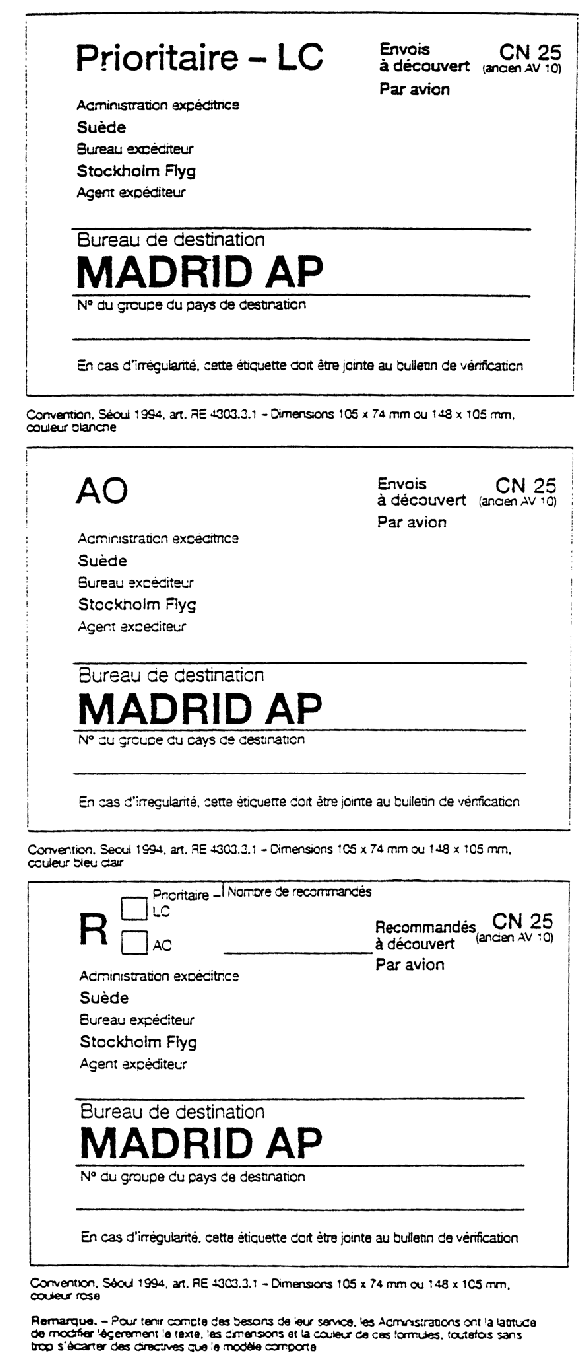 Prioritaire – LC
Envois
à découvert
CN 25
(ancien AV 10)
Par avion
Administration expéditrice
Suède
Bureau expéditeur
Stockholm Flyg
Agent expéditeur
Bureau de destination
MADRID AP
Nº du groupe du pays de destination
En cas d'irrégularité, cette étiquette doit être jointe au bulletin de vérification
Convention, Séoul 1994, art. RE 4303.3.1 – Dimensions 105 x 74 mm ou 148 x 105 mm,
couleur blanche
AO
Envois
à découvert
CN 25
(ancien AV 10)
Par avion
Administration expéditrice
Suède
Bureau expéditeur
Stockholm Flyg
Agent expediteur
Bureau de destination
MADRID AP
Nº du groupe du pays de destination
En cas d'irregularité, cette étiquette doit être jointe au bulletin de vérification
Convention, Seoul 1994, art. RE 4303.3.1 – Dimensions 105 x 74 mm ou 148 x 105 mm,
couleur bleu clair
R
Prioritaire –
LC
AO
Nombre de recommandés
Recommandés
à découvert
CN 25
(ancien AV 10)
Par avion
Administration expéditrice
Suède
Bureau expéditeur
Stockholm Flyg
Agent expéditeur
Bureau de destination
MADRID AP
Nº du groupe du pays de destination
En cas d'irrégularité, cette étiquette doit être jointe au bulletin de vérification
Convention, Séoul 1994, art. RE 4303.3.1 – Dimensions 105 x 74 mm ou 148 x 105 mm,
couleur rose
Remarque. – Pour tenir compte des besoins de leur service, les Administrations ont la latitude
de modifier légerement le texte, les dimensions et la couleur de ces formules, toutefois sans
trop s'écarter des directives que le modèle comporte